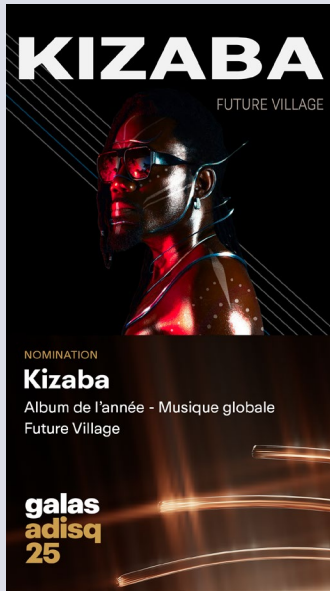 KIZABA
FUTURE VILLAGE
NOMINATION
Kizaba
Album de l'année - Musique globale
Future Village
galas
adisq
25